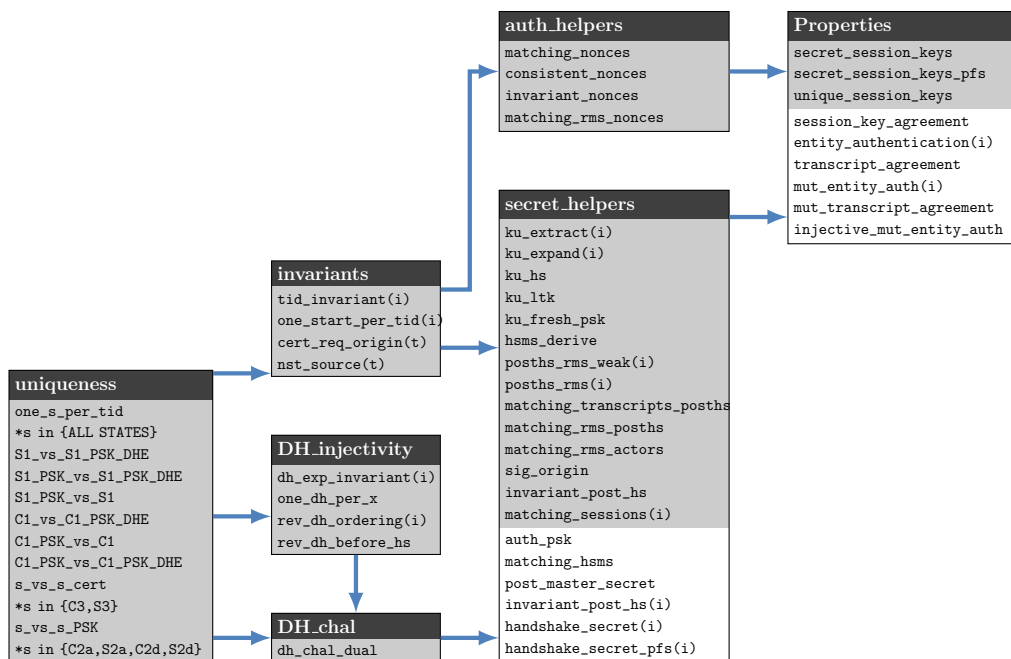 auth_helpers
matching_nonces
consistent_nonces
invariant_nonces
matching_rms_nonces
Properties
secret_session_keys
secret_session_keys_pfs
unique_session_keys
session_key_agreement
entity_authentication(i)
transcript_agreement
mut_entity_auth(i)
mut_transcript_agreement
injective_mut_entity_auth
secret_helpers
ku_extract(i)
ku_expand(i)
ku_hs
ku_ltk
ku_fresh_psk
hsms_derive
posths_rms_weak(i)
posths_rms(i)
matching_transcripts_posths
matching_rms_posths
matching_rms_actors
sig_origin
invariant_post_hs
matching_sessions(i)
auth_psk
matching_hsms
post_master_secret
invariant_post_hs(i)
handshake_secret(i)
handshake_secret_pfs(i)
invariants
tid_invariant(i)
one_start_per_tid(i)
cert_req_origin(t)
nst_source(t)
uniqueness
one_s_per_tid
*s in {ALL STATES}
S1_vs_S1_PSK_DHE
S1_PSK_vs_S1_PSK_DHE
S1_PSK_vs_S1
C1_vs_C1_PSK_DHE
C1_PSK_vs_C1
C1_PSK_vs_C1_PSK_DHE
s_vs_s_cert
*s in {C3,S3}
s_vs_s_PSK
*s in {C2a,S2a,C2d,S2d}
DH_injectivity
dh_exp_invariant(i)
one_dh_per_x
rev_dh_ordering(i)
rev_dh_before_hs
DH_chal
dh_chal_dual